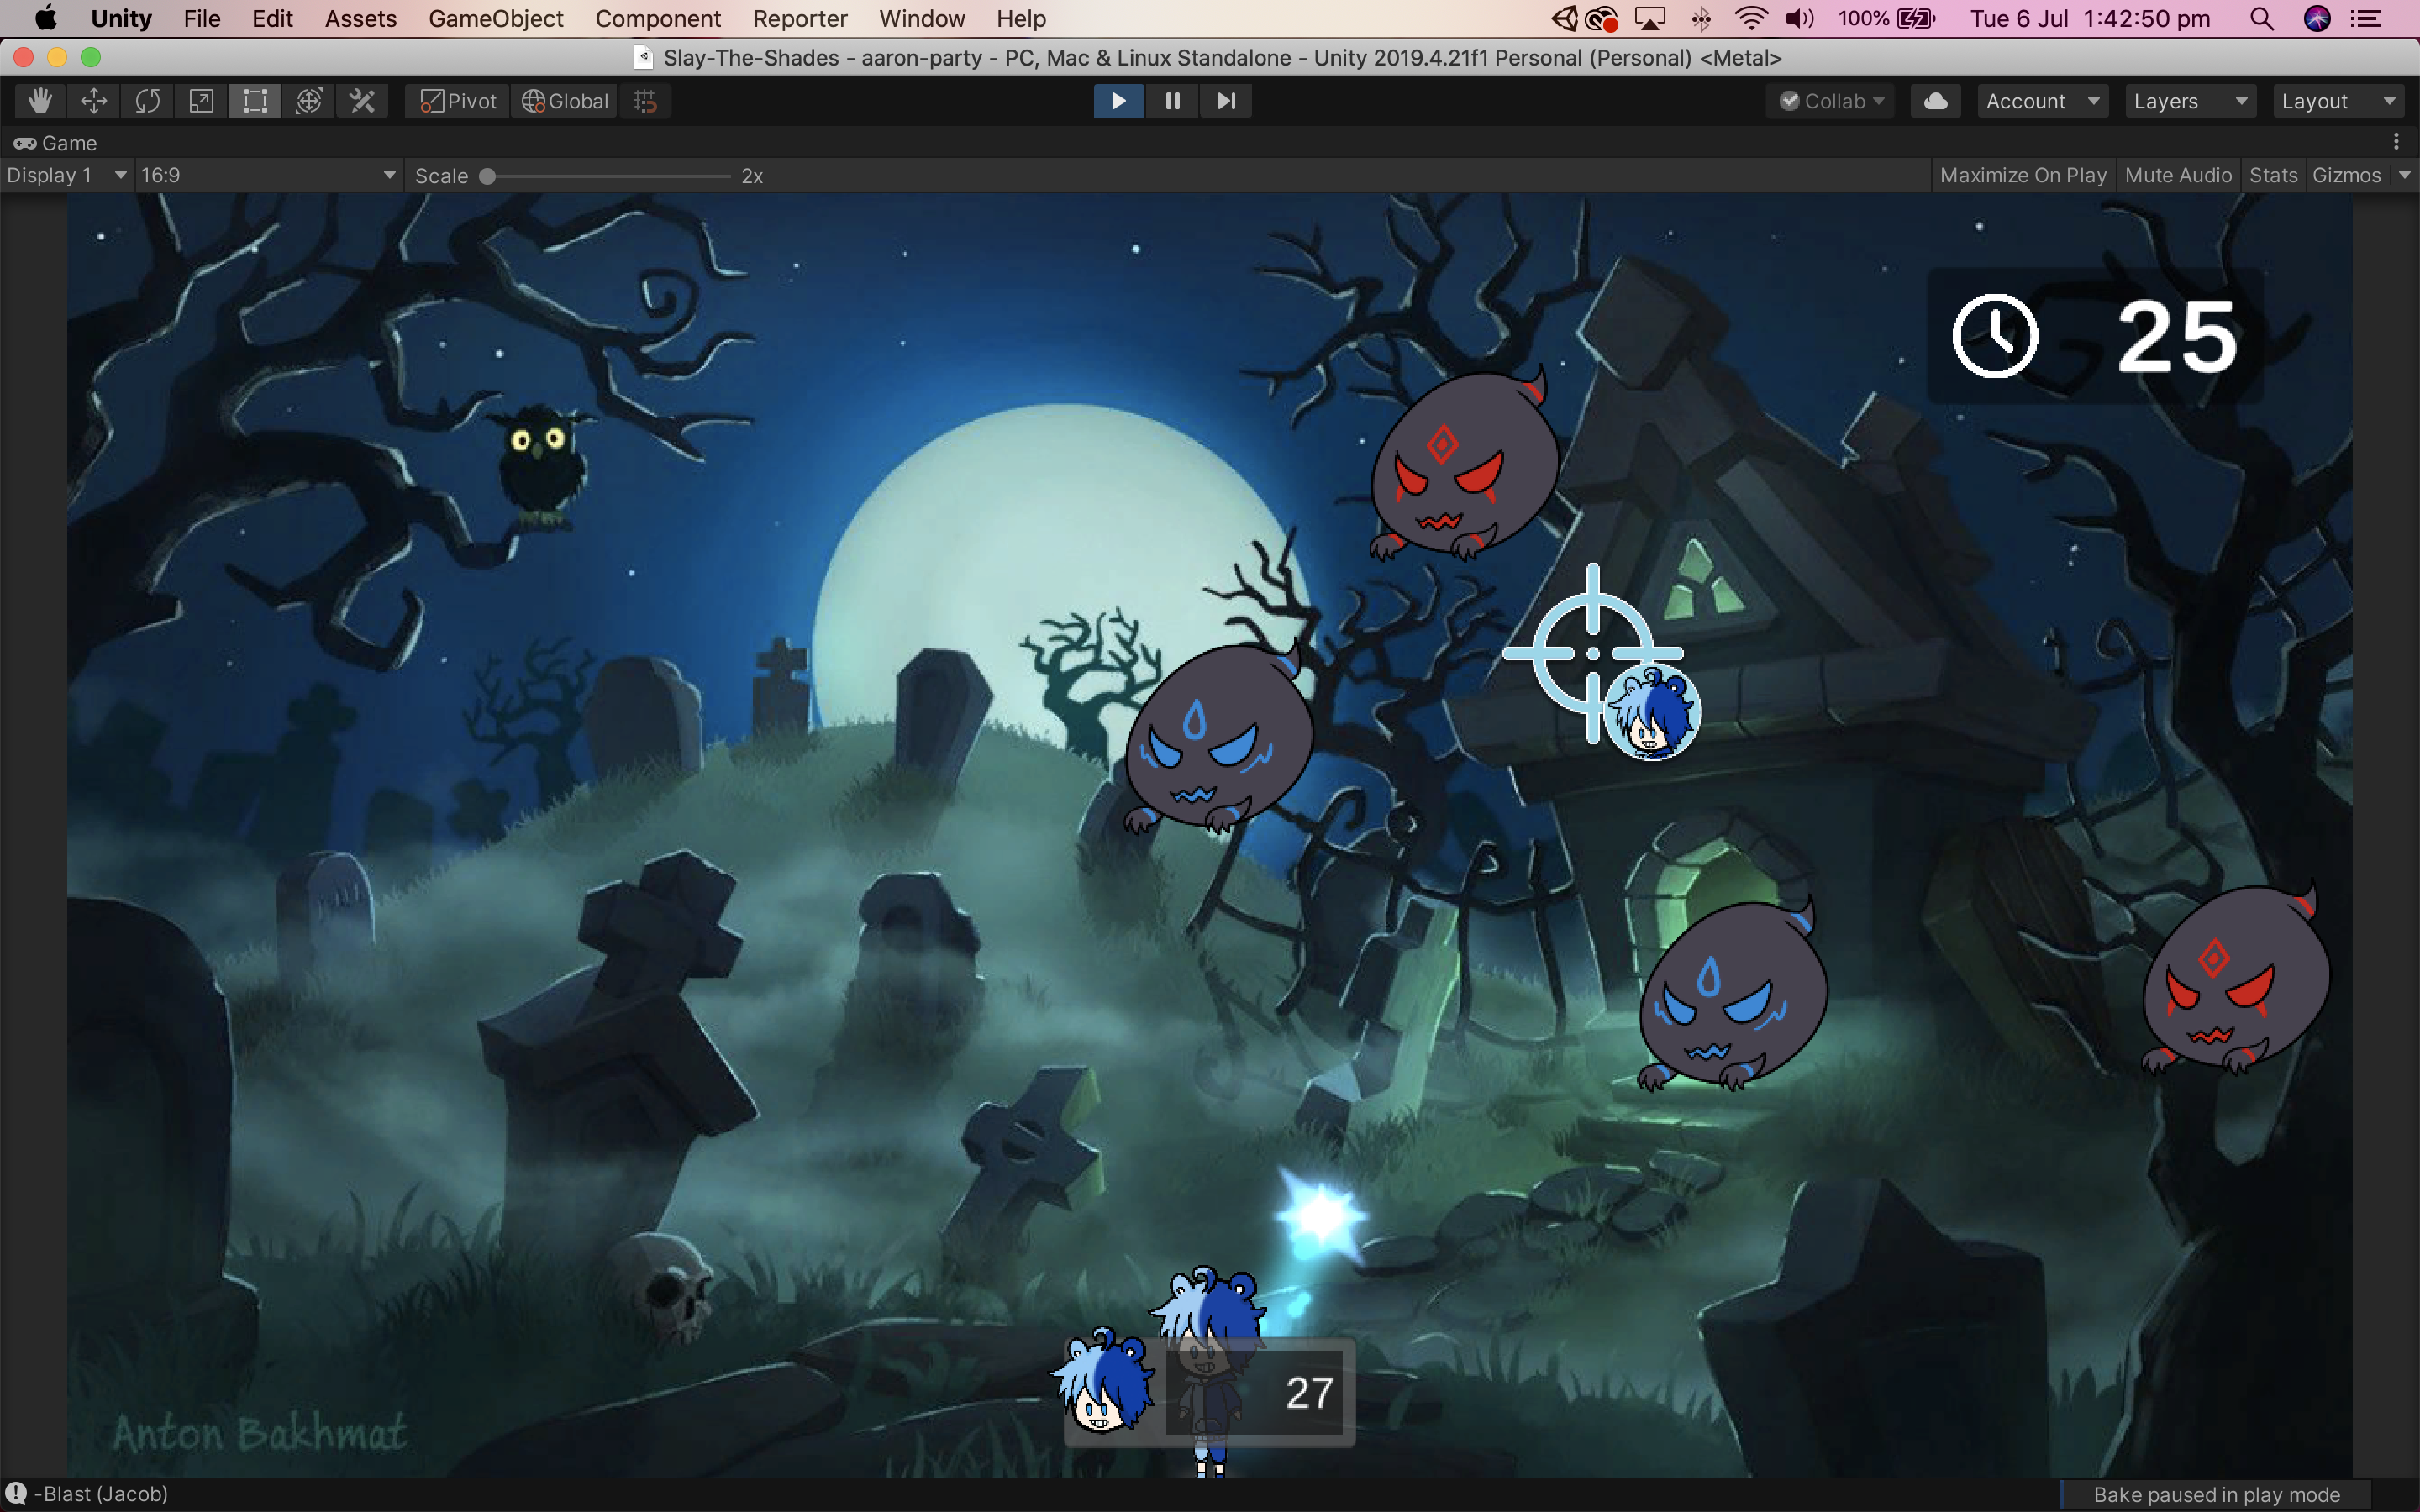 Unity File Edit Assets GameObject Component Reporter Window Help 100% Tue 6 Jul 1:42:50 pm
Slay-The-Shades - aaron-party - PC, Mac & Linux Standalone - Unity 2019.4.21f1 Personal (Personal) <Metal>
Pivot Global Collab Account Layers Layout
Game
Display 1 16:9 Scale 2x Maximize On Play Mute Audio Stats Gizmos
25
27
Anton Bakhmat
-Blast (Jacob) Bake paused in play mode